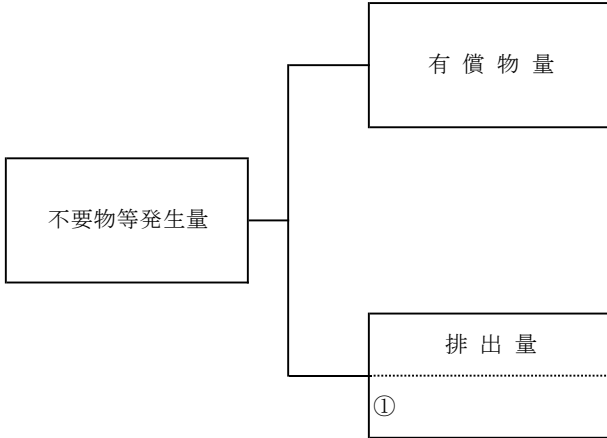 有償物量
不要物等発生量
排出量
①